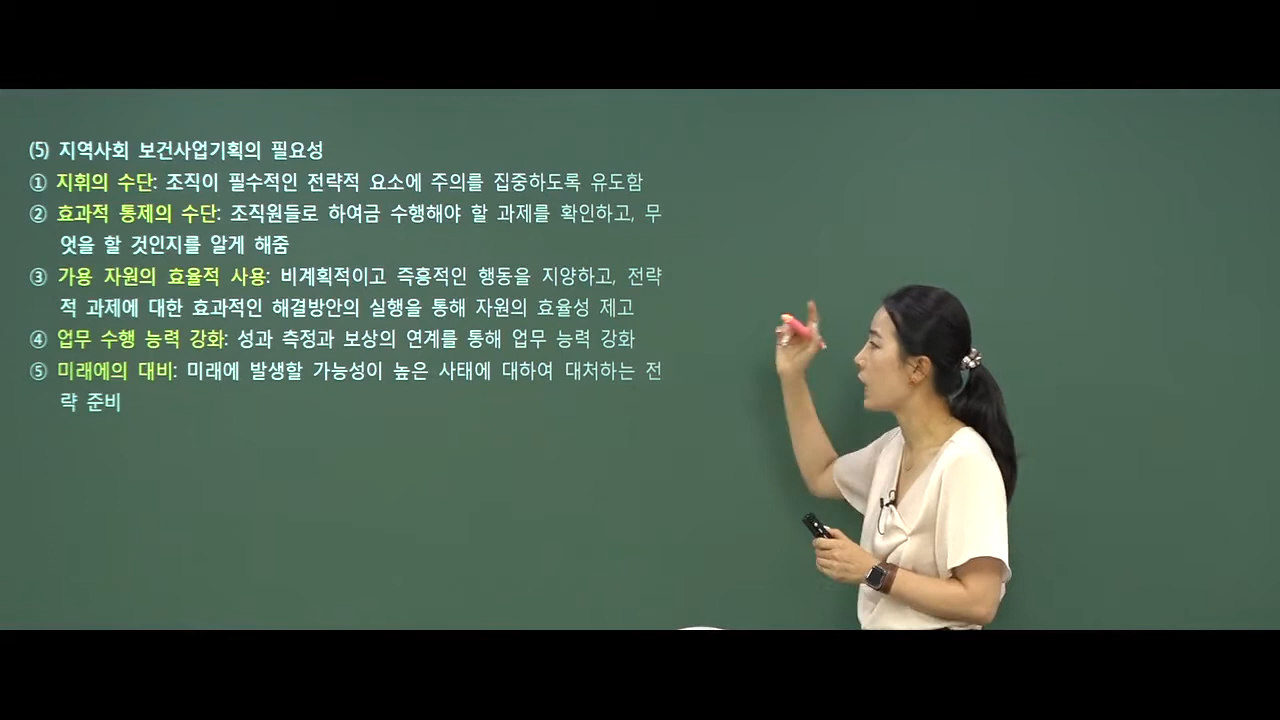 (5) 지역사회 보건사업기획의 필요성
① 지휘의 수단: 조직이 필수적인 전략적 요소에 주의를 집중하도록 유도함
② 효과적 통제의 수단: 조직원들로 하여금 수행해야 할 과제를 확인하고, 무
엇을 할 것인지를 알게 해줌
③ 가용 자원의 효율적 사용: 비계획적이고 즉흥적인 행동을 지양하고, 전략
적 과제에 대한 효과적인 해결방안의 실행을 통해 자원의 효율성 제고
④ 업무 수행 능력 강화: 성과 측정과 보상의 연계를 통해 업무 능력 강화
⑤ 미래에의 대비: 미래에 발생할 가능성이 높은 사태에 대하여 대처하는 전
략 준비